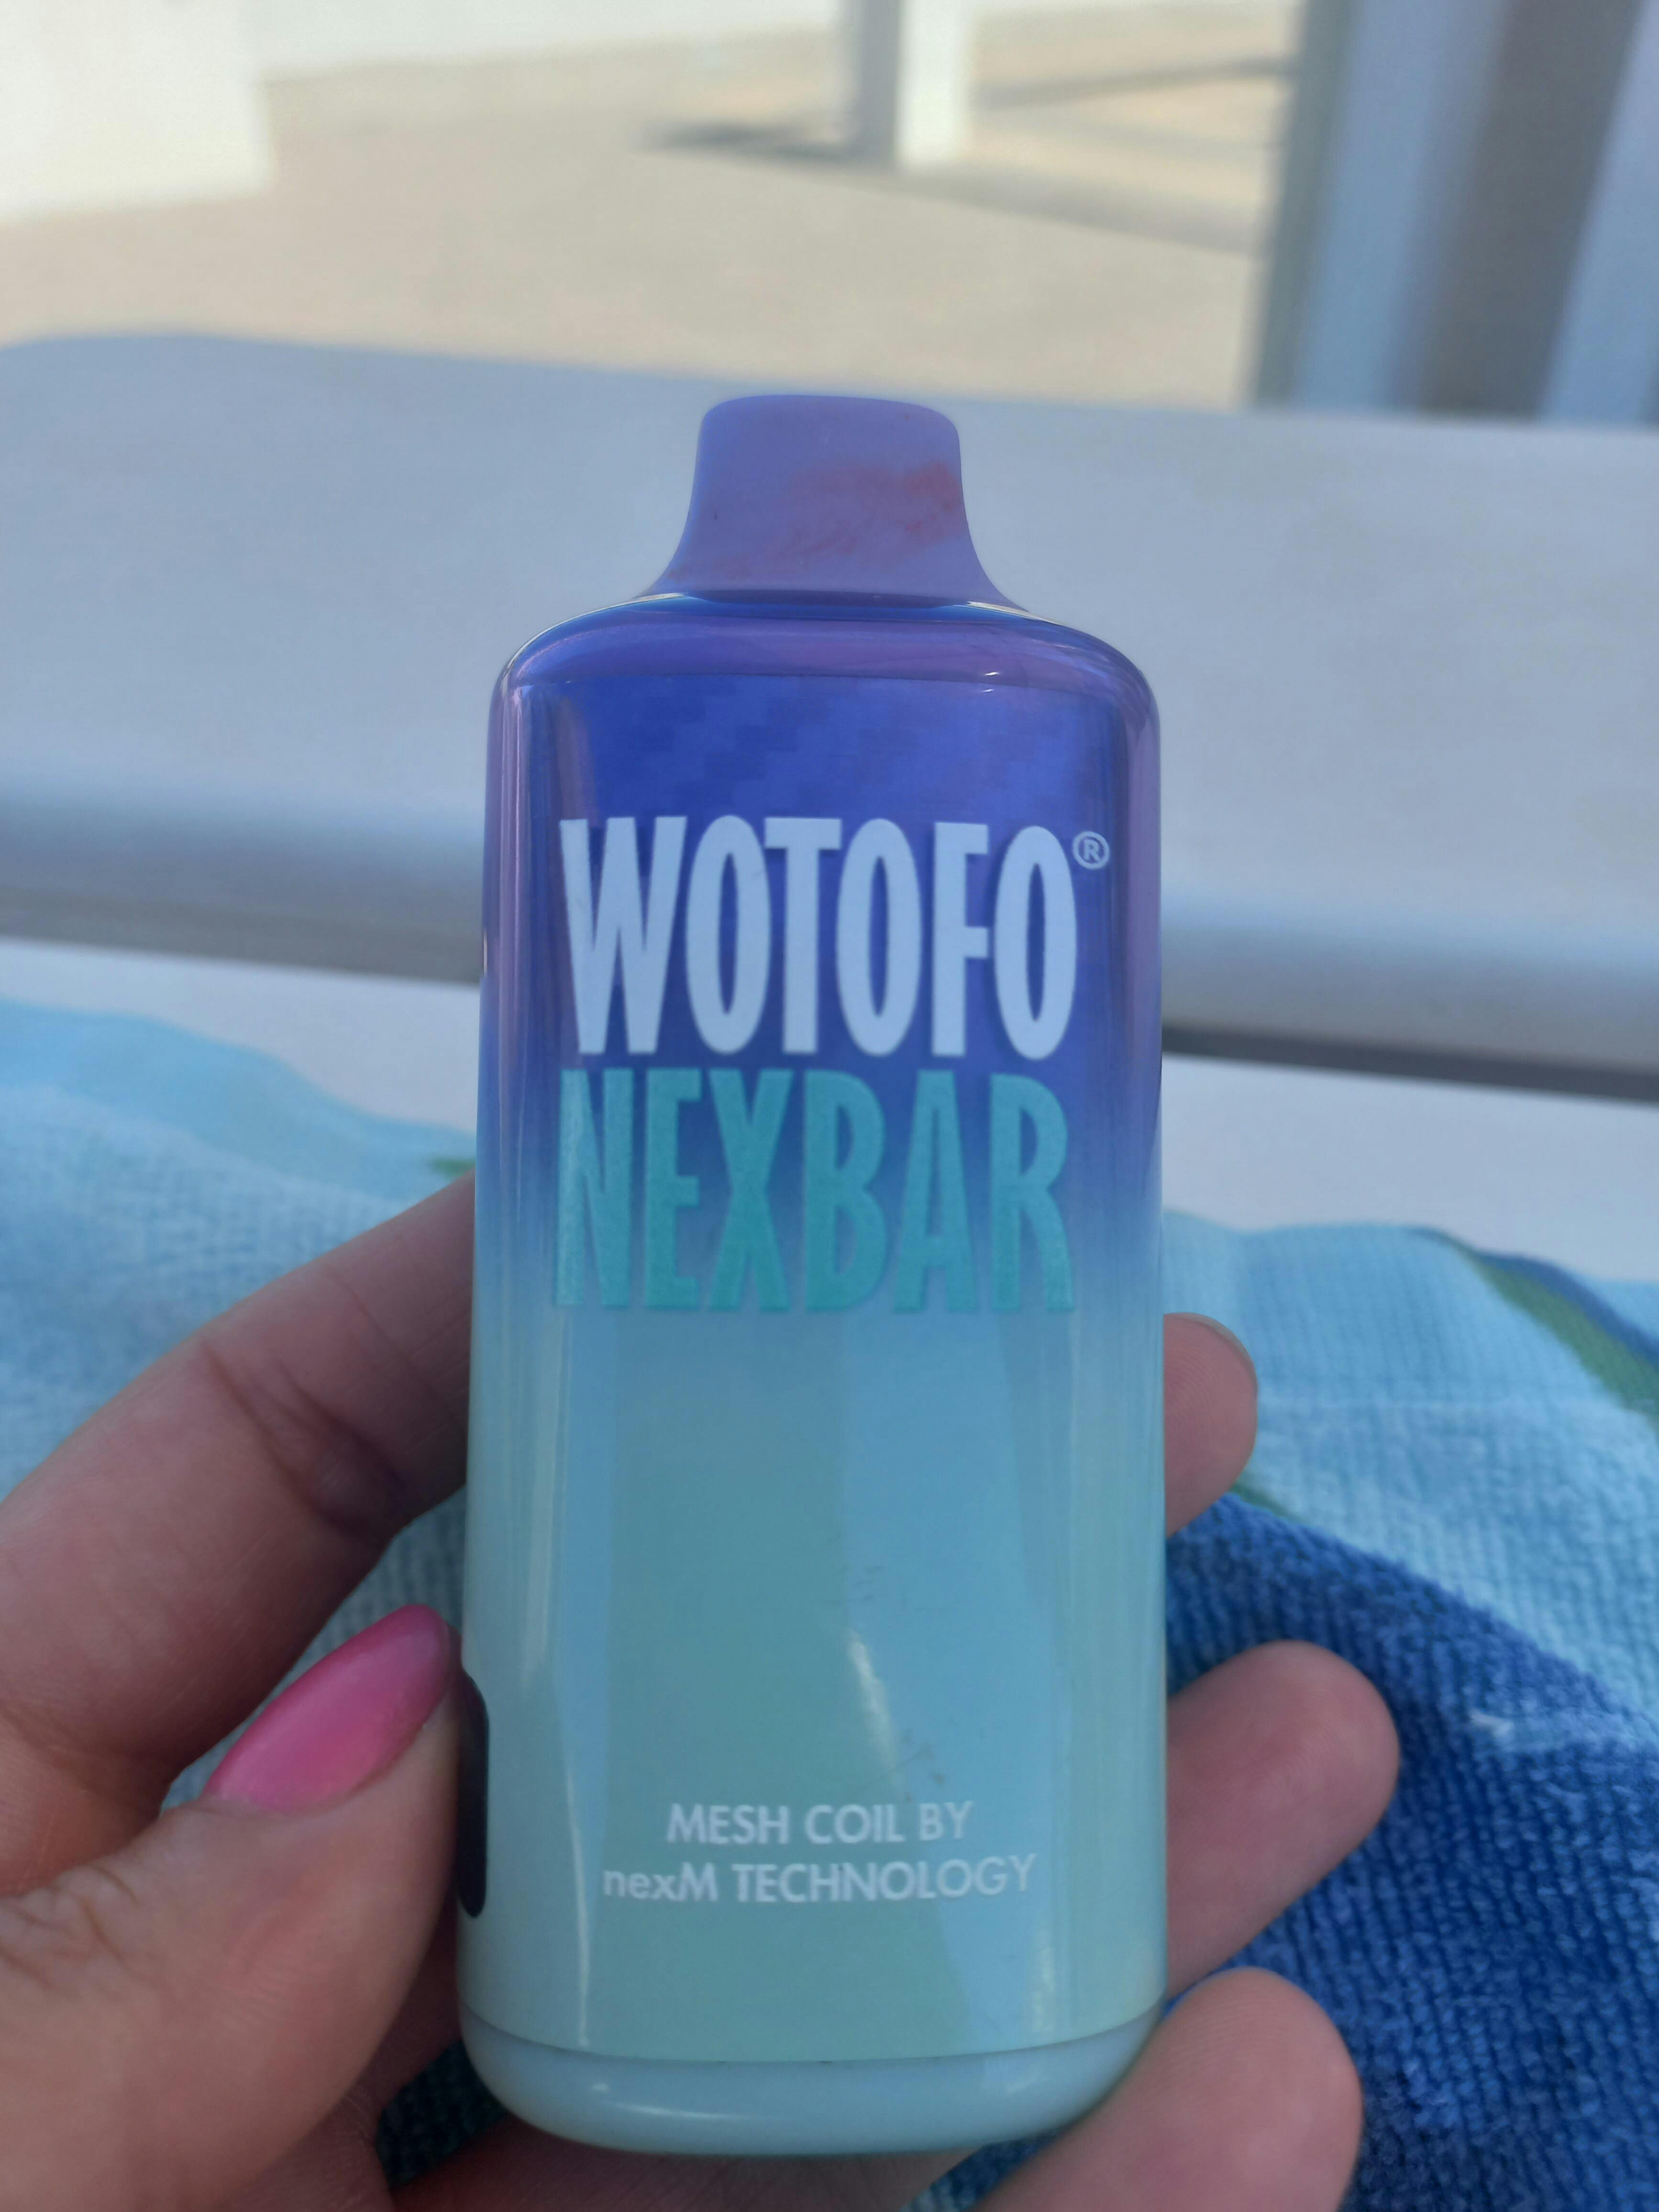 WOTOFO®
NEXBAR
MESH COIL BY
nexM TECHNOLOGY